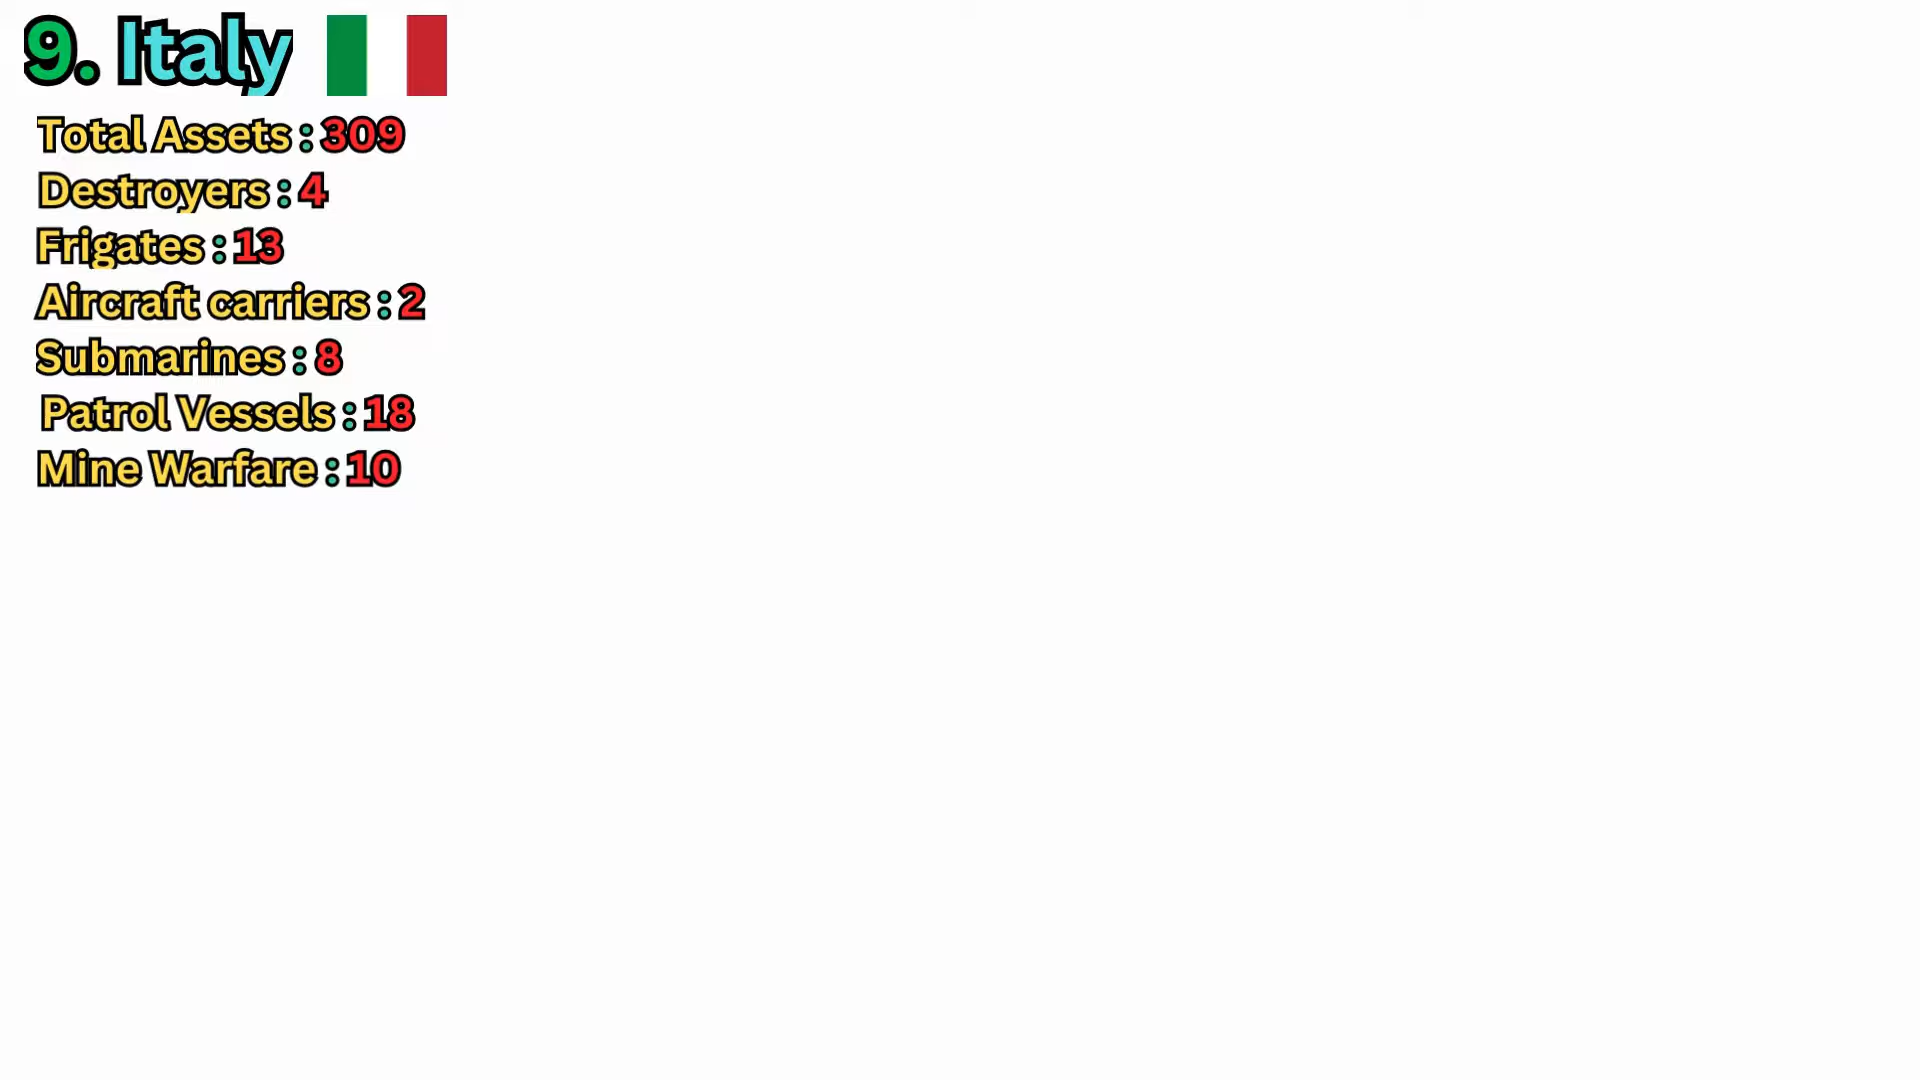 9. Italy
Total Assets : 309
Destroyers : 4
Frigates : 13
Aircraft carriers : 2
Submarines : 8
Patrol Vessels : 18
Mine Warfare : 10